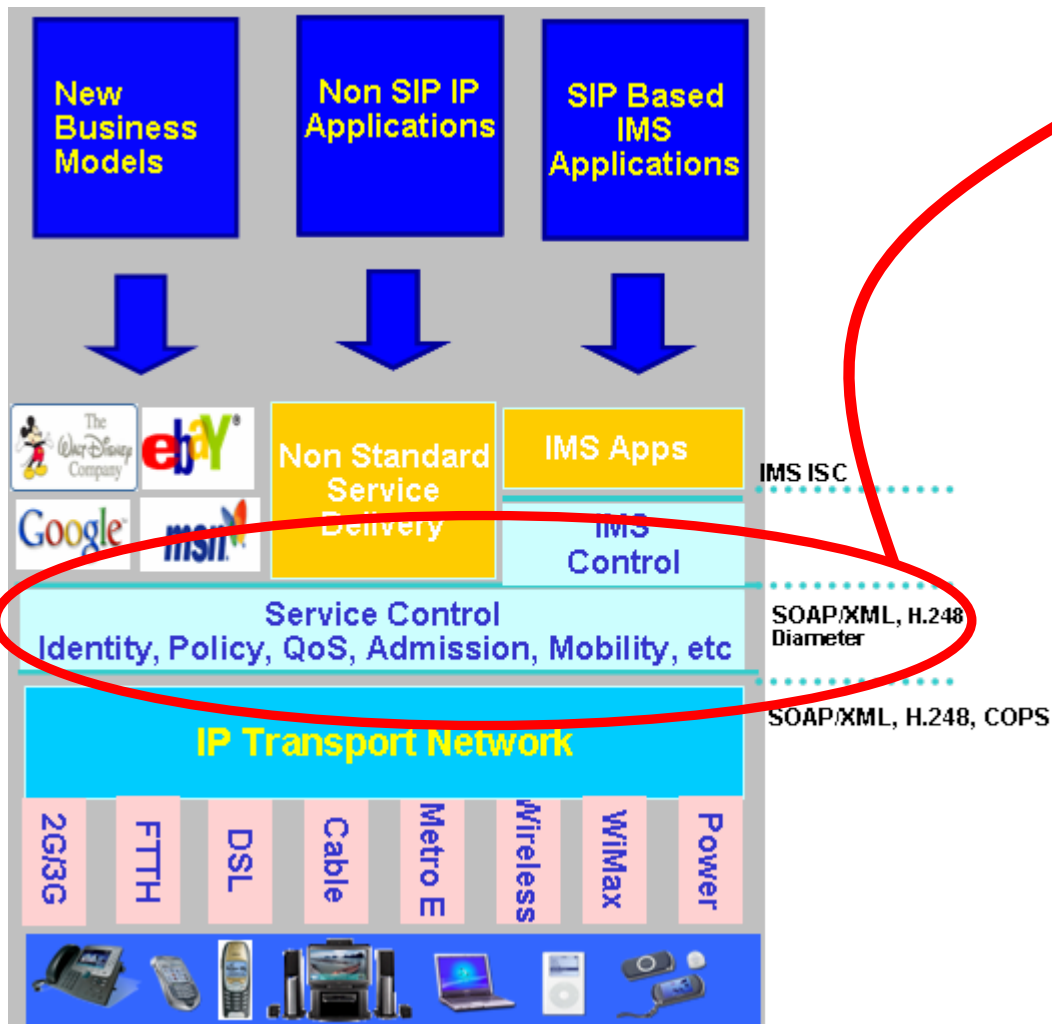 New
Business
Models
Non SIP IP
Applications
SIP Based
IMS
Applications
The
Walt Disney
Company
ebaY®
Google™
msn
Non Standard
Service
Delivery
IMS Apps
IMS ISC
IMS
Control
Service Control
Identity, Policy, QoS, Admission, Mobility, etc
SOAP/XML, H.248
Diameter
SOAP/XML, H.248, COPS
IP Transport Network
2G/3G
FTTH
DSL
Cable
Metro E
Wireless
WiMax
Power